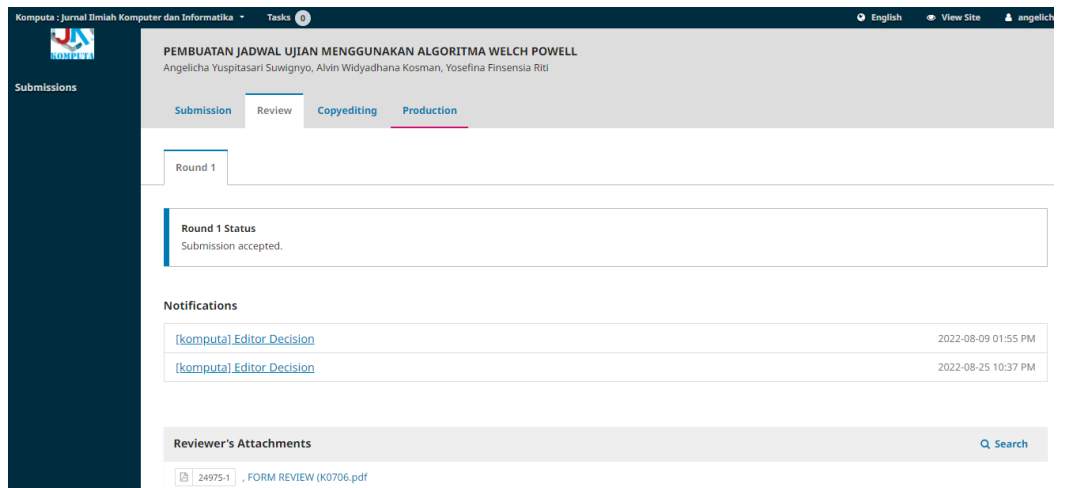 Komputa : Jurnal Ilmiah Komputer dan Informatika Tasks 0 English View Site angelich
JK
KOMPUTA
PEMBUATAN JADWAL UJIAN MENGGUNAKAN ALGORITMA WELCH POWELL
Angelicha Yuspitasari Suwignyo, Alvin Widyadhana Kosman, Yosefina Finsensia Riti
Submissions
Submission Review Copyediting Production
Round 1
Round 1 Status
Submission accepted.
Notifications
[komputa] Editor Decision 2022-08-09 01:55 PM
[komputa] Editor Decision 2022-08-25 10:37 PM
Reviewer's Attachments Search
24975-1 , FORM REVIEW (K0706.pdf